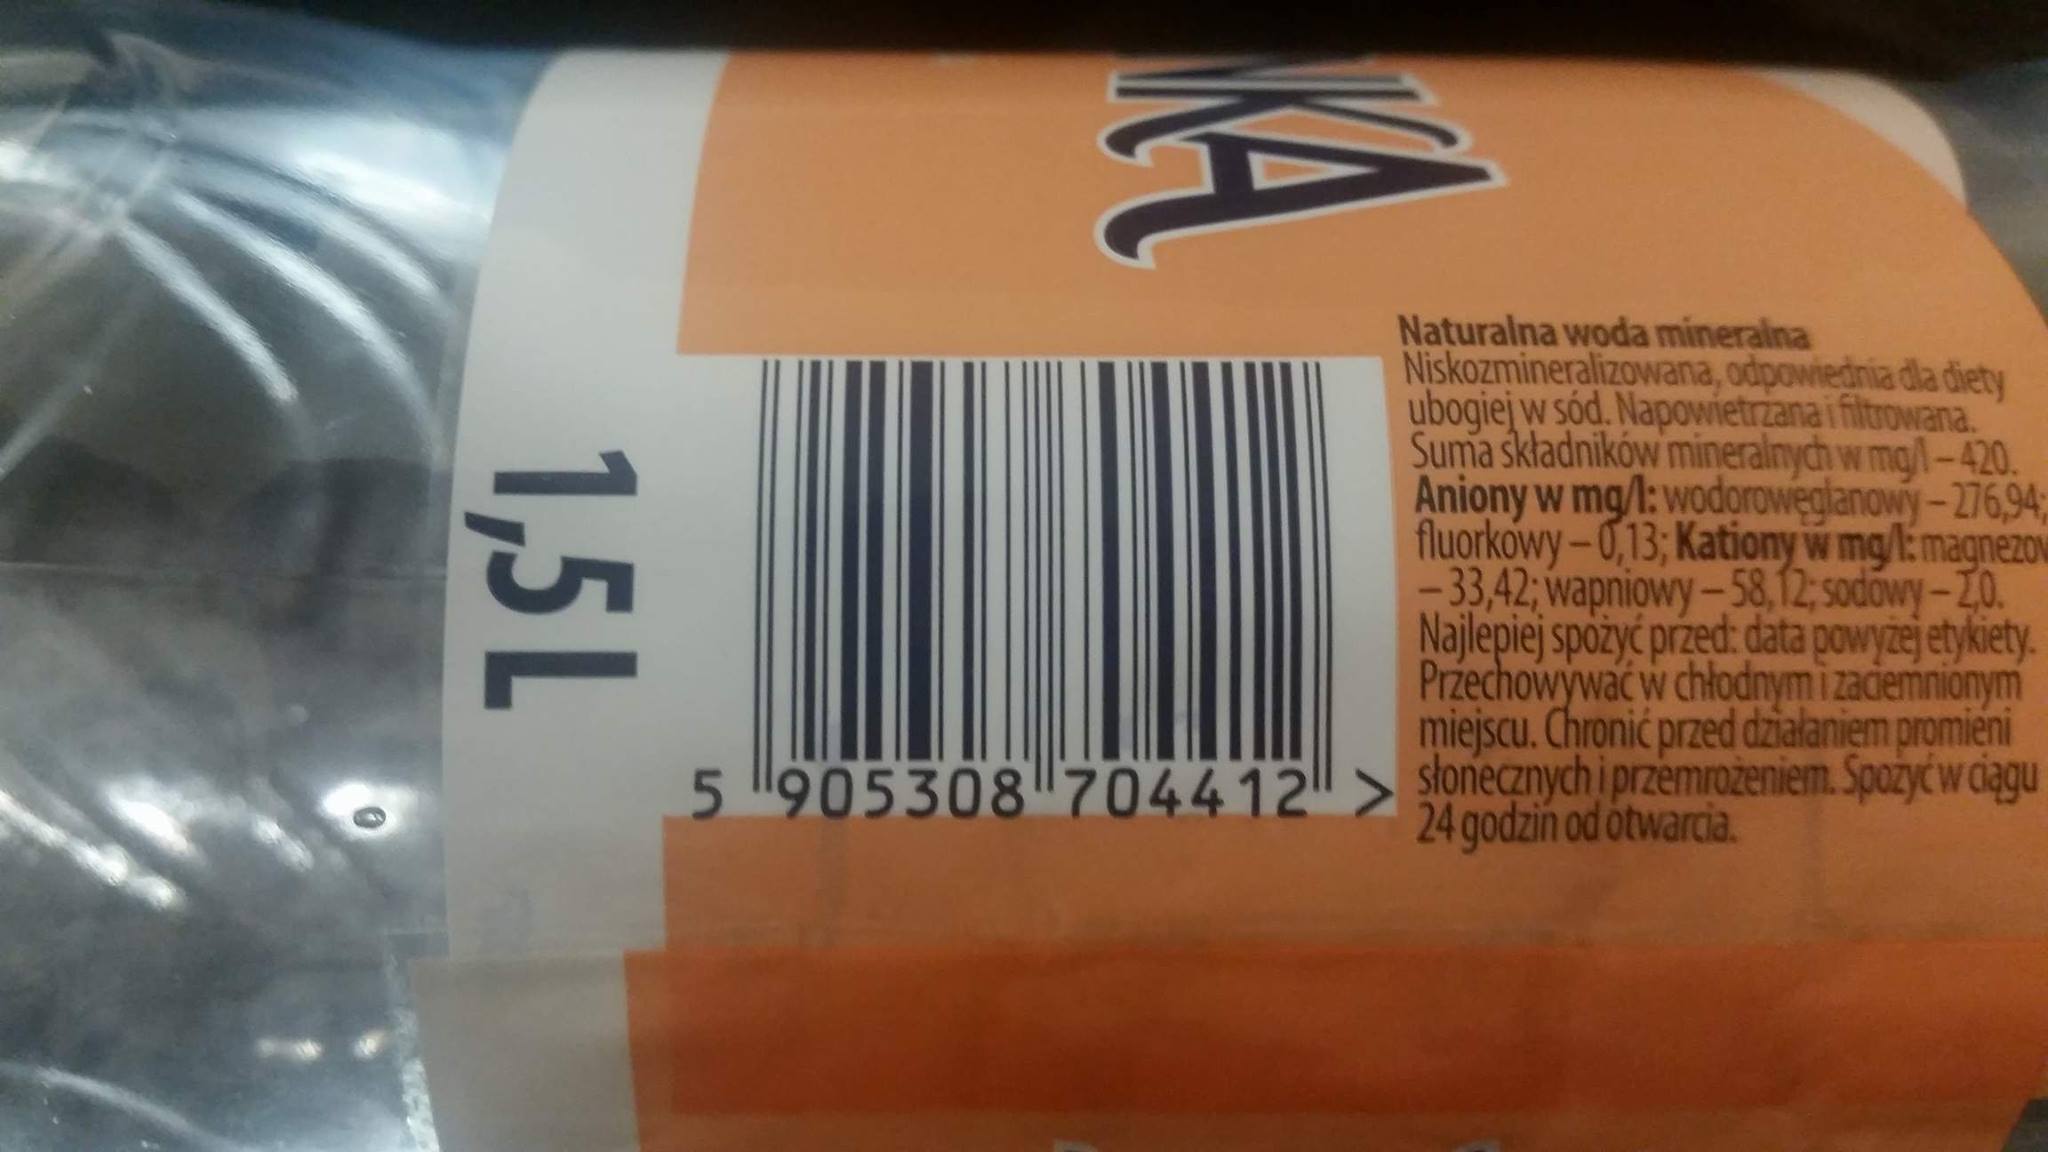 NKA
Naturalna woda mineralna
Niskozmineralizowana, odpowiednia dla diety
ubogiej w sód. Napowietrzana i filtrowana.
Suma składników mineralnych w mg/l – 420.
Aniony w mg/l: wodorowęglanowy – 276,94;
fluorkowy – 0,13; Kationy w mg/l: magnezow
– 33,42; wapniowy – 58,12; sodowy – 2,0.
Najlepiej spożyć przed: data powyżej etykiety.
Przechowywać w chłodnym i zaciemnionym
miejscu. Chronić przed działaniem promieni
słonecznych i przemrożeniem. Spożyć w ciągu
24 godzin od otwarcia.
1,5 L
5 905308 704412 >